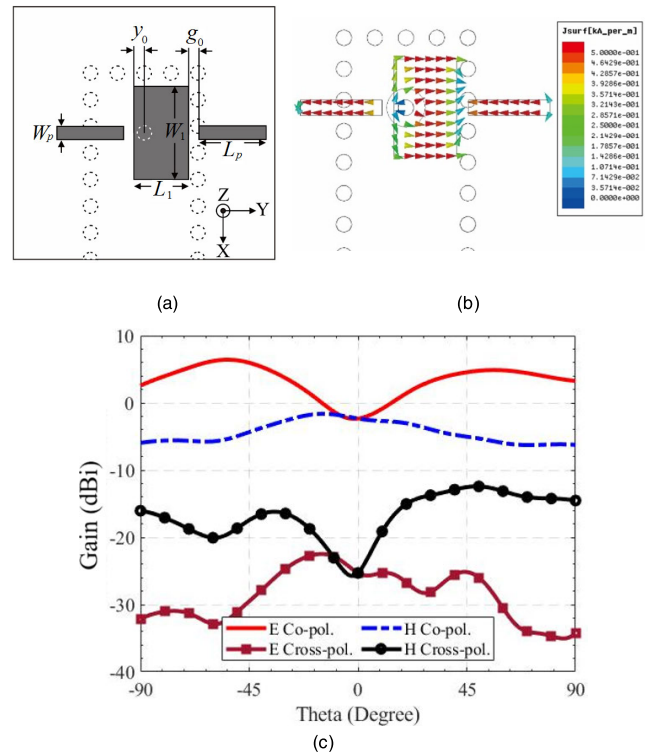 y0
g0
Wp
W1
Lp
L1
Z
Y
X
(a)
Jsurf[kA_per_m]
5.0000e-001
4.6429e-001
4.2857e-001
3.9286e-001
3.5714e-001
3.2143e-001
2.8571e-001
2.5000e-001
2.1429e-001
1.7857e-001
1.4286e-001
1.0714e-001
7.1429e-002
3.5714e-002
0.0000e+000
(b)
10
0
-10
-20
-30
-40
Gain (dBi)
E Co-pol. H Co-pol.
E Cross-pol. H Cross-pol.
-90 -45 0 45 90
Theta (Degree)
(c)